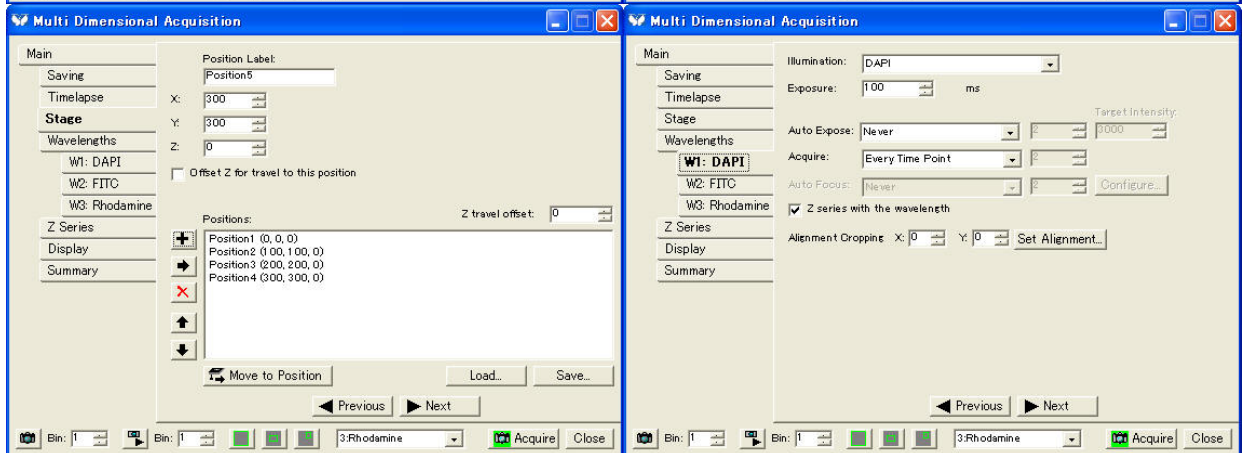 Multi Dimensional Acquisition
Main
Saving
Timelapse
Stage
Wavelengths
W1: DAPI
W2: FITC
W3: Rhodamine
Z Series
Display
Summary
Position Label:
Position5
X: 300
Y: 300
Z: 0
Offset Z for travel to this position
Z travel offset: 0
Positions:
Position1 (0, 0, 0)
Position2 (100, 100, 0)
Position3 (200, 200, 0)
Position4 (300, 300, 0)
Move to Position Load... Save...
Previous Next
Bin: 1 Bin: 1 3:Rhodamine Acquire Close
Multi Dimensional Acquisition
Main
Saving
Timelapse
Stage
Wavelengths
W1: DAPI
W2: FITC
W3: Rhodamine
Z Series
Display
Summary
Illumination: DAPI
Exposure: 100 ms
Target Intensity:
Auto Expose: Never 2 3000
Acquire: Every Time Point 2
Auto Focus: Never 2 Configure...
Z series with the wavelength
Alignment Cropping X: 0 Y: 0 Set Alignment...
Previous Next
Bin: 1 Bin: 1 3:Rhodamine Acquire Close